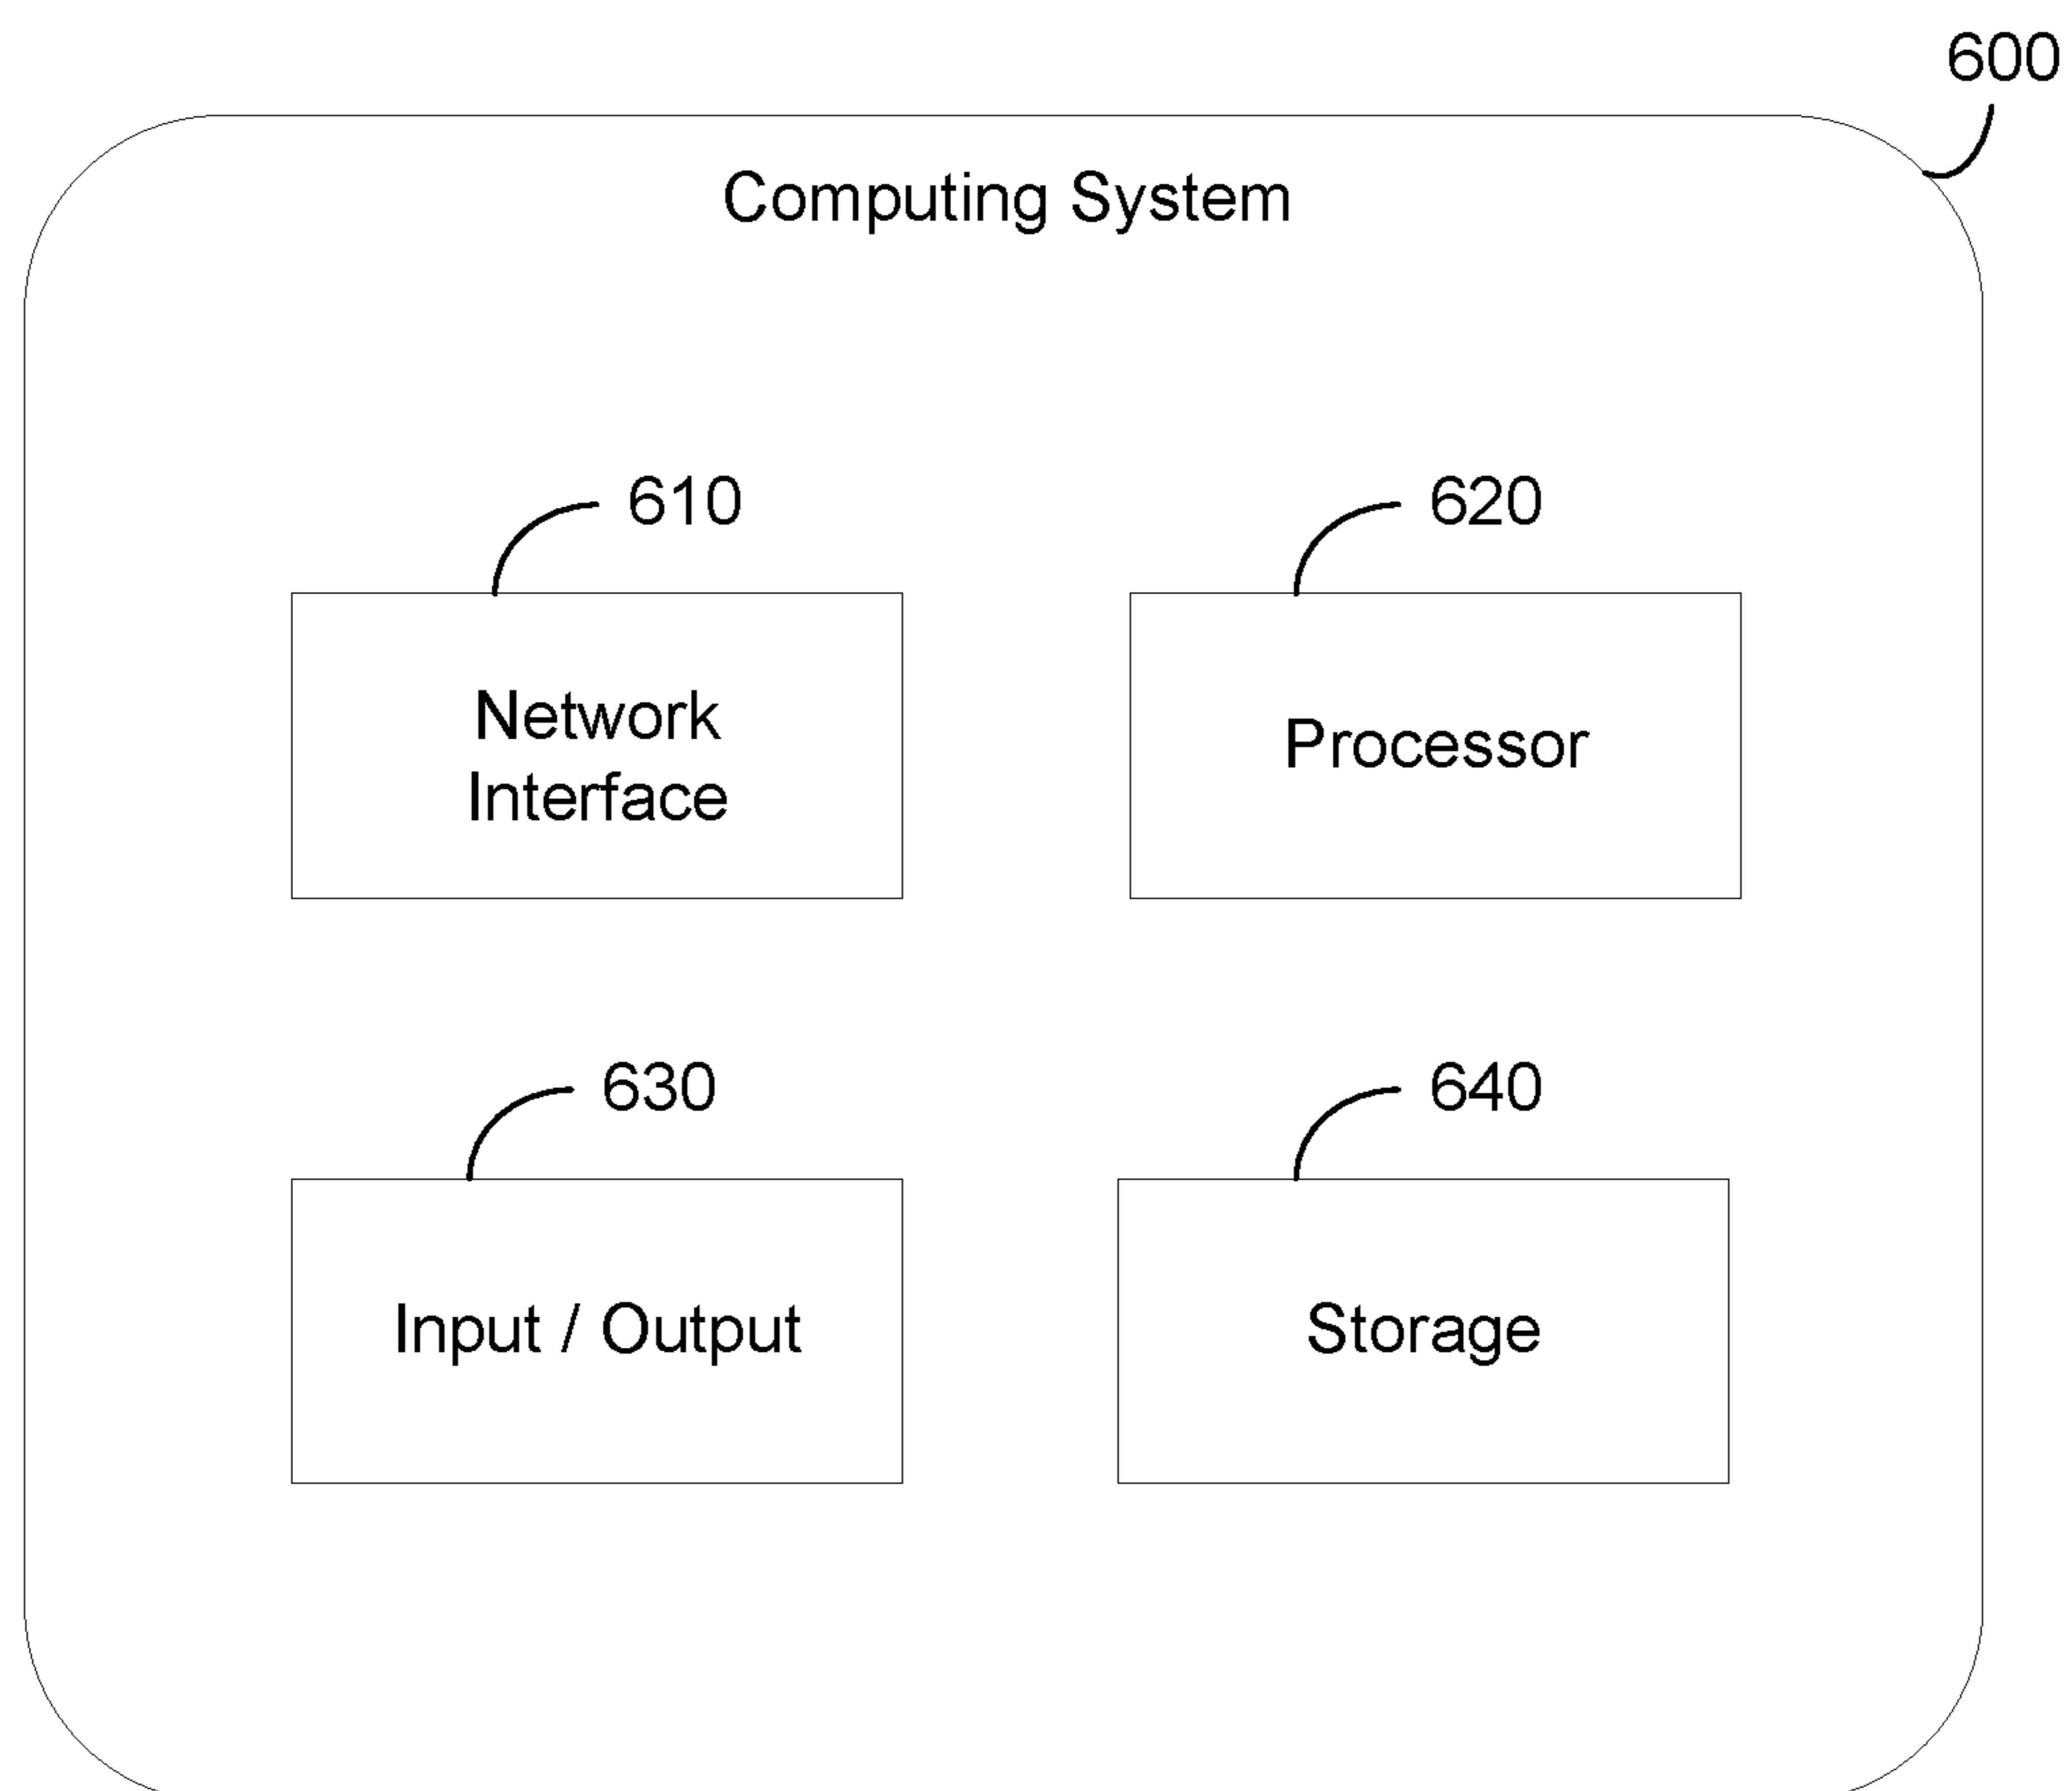 600
Computing System
610
620
Network
Interface
Processor
630
640
Input / Output
Storage